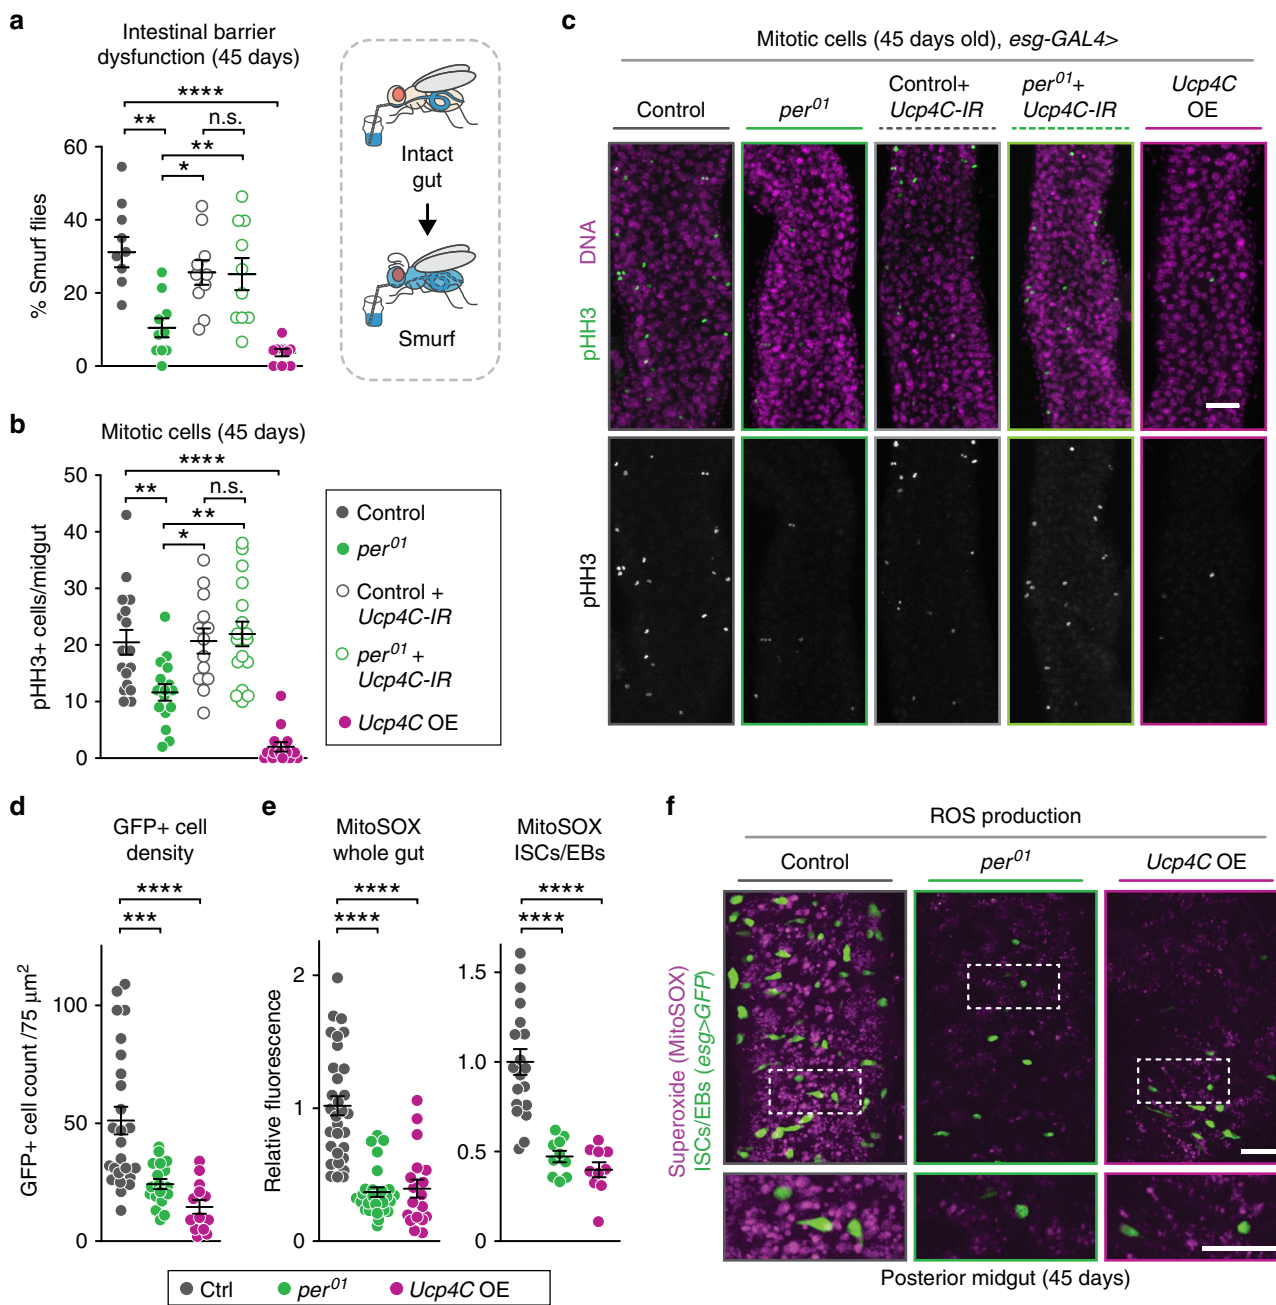 a
Intestinal barrier
dysfunction (45 days)
****
n.s.
**
**
*
60
40
20
0
% Smurf flies
Intact
gut
Smurf
b
Mitotic cells (45 days)
****
n.s.
**
**
*
50
40
30
20
10
0
pHH3+ cells/midgut
Control
per01
Control +
Ucp4C-IR
per01 +
Ucp4C-IR
Ucp4C OE
c
Mitotic cells (45 days old), esg-GAL4>
Control
per01
Control+
Ucp4C-IR
per01+
Ucp4C-IR
Ucp4C
OE
pHH3 DNA
pHH3
d
GFP+ cell
density
****
***
100
50
0
GFP+ cell count /75 μm2
e
MitoSOX
whole gut
****
****
2
1
0
Relative fluorescence
MitoSOX
ISCs/EBs
****
****
1.5
1.0
0.5
0
Ctrl
per01
Ucp4C OE
f
ROS production
Control
per01
Ucp4C OE
Superoxide (MitoSOX)
ISCs/EBs (esg>GFP)
Posterior midgut (45 days)